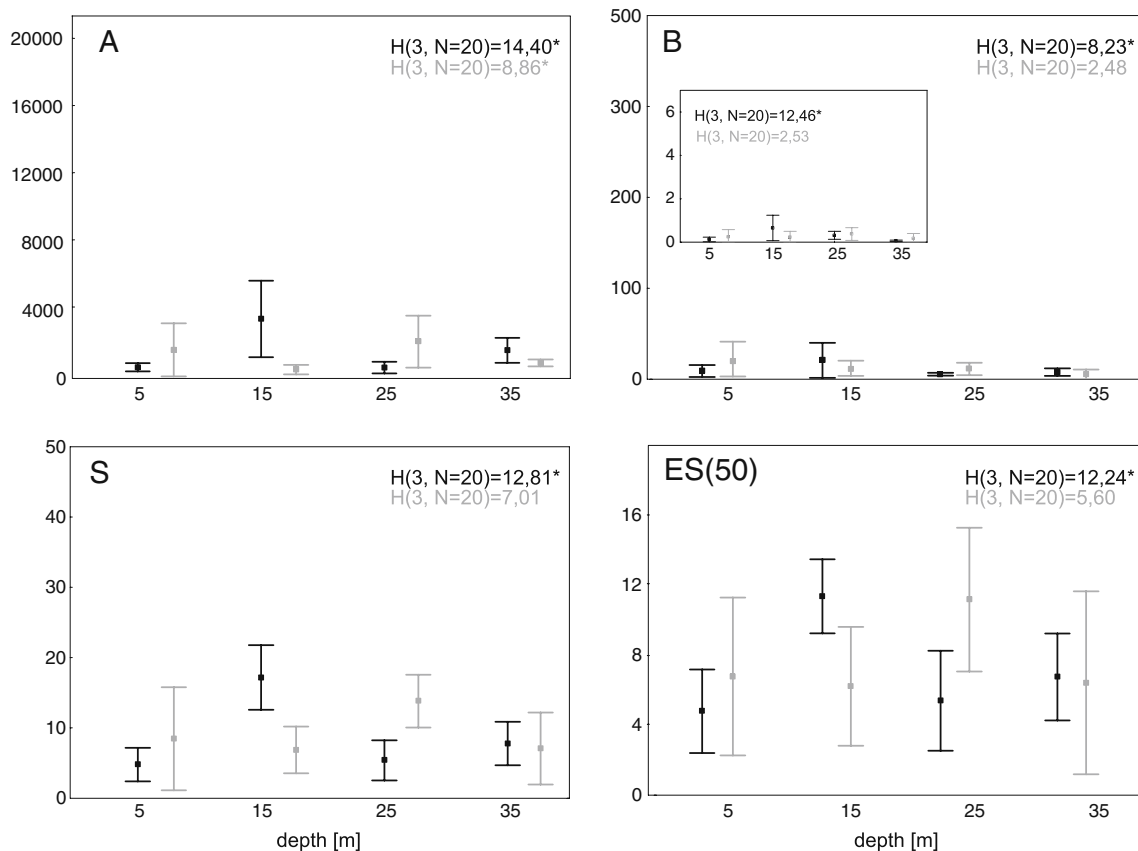 A
H(3, N=20)=14,40*
H(3, N=20)=8,86*
20000
16000
12000
8000
4000
0
5 15 25 35
B
H(3, N=20)=8,23*
H(3, N=20)=2,48
500
400
300
200
100
0
H(3, N=20)=12,46*
H(3, N=20)=2,53
6
4
2
0
5 15 25 35
5 15 25 35
S
H(3, N=20)=12,81*
H(3, N=20)=7,01
50
40
30
20
10
0
5 15 25 35
depth [m]
ES(50)
H(3, N=20)=12,24*
H(3, N=20)=5,60
16
12
8
4
0
5 15 25 35
depth [m]